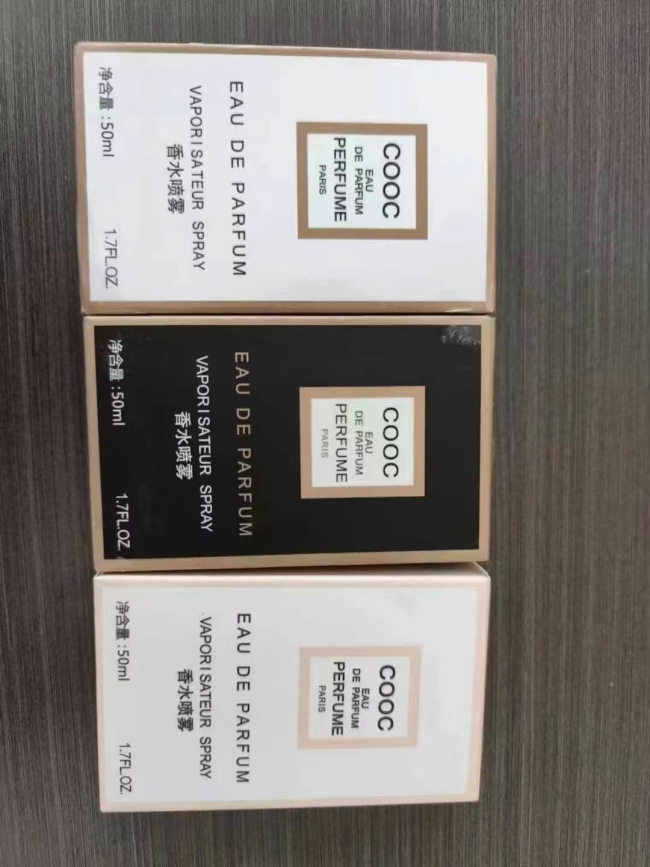 COOC
EAU
DE PARFUM
PERFUME
PARIS
EAU DE PARFUM
VAPORISATEUR SPRAY
香水喷雾
净含量:50ml
1.7FL.OZ.
COOC
EAU
DE PARFUM
PERFUME
PARIS
EAU DE PARFUM
VAPORISATEUR SPRAY
香水喷雾
净含量:50ml
1.7FL.OZ.
COOC
EAU
DE PARFUM
PERFUME
PARIS
EAU DE PARFUM
VAPORISATEUR SPRAY
香水喷雾
净含量:50ml
1.7FL.OZ.